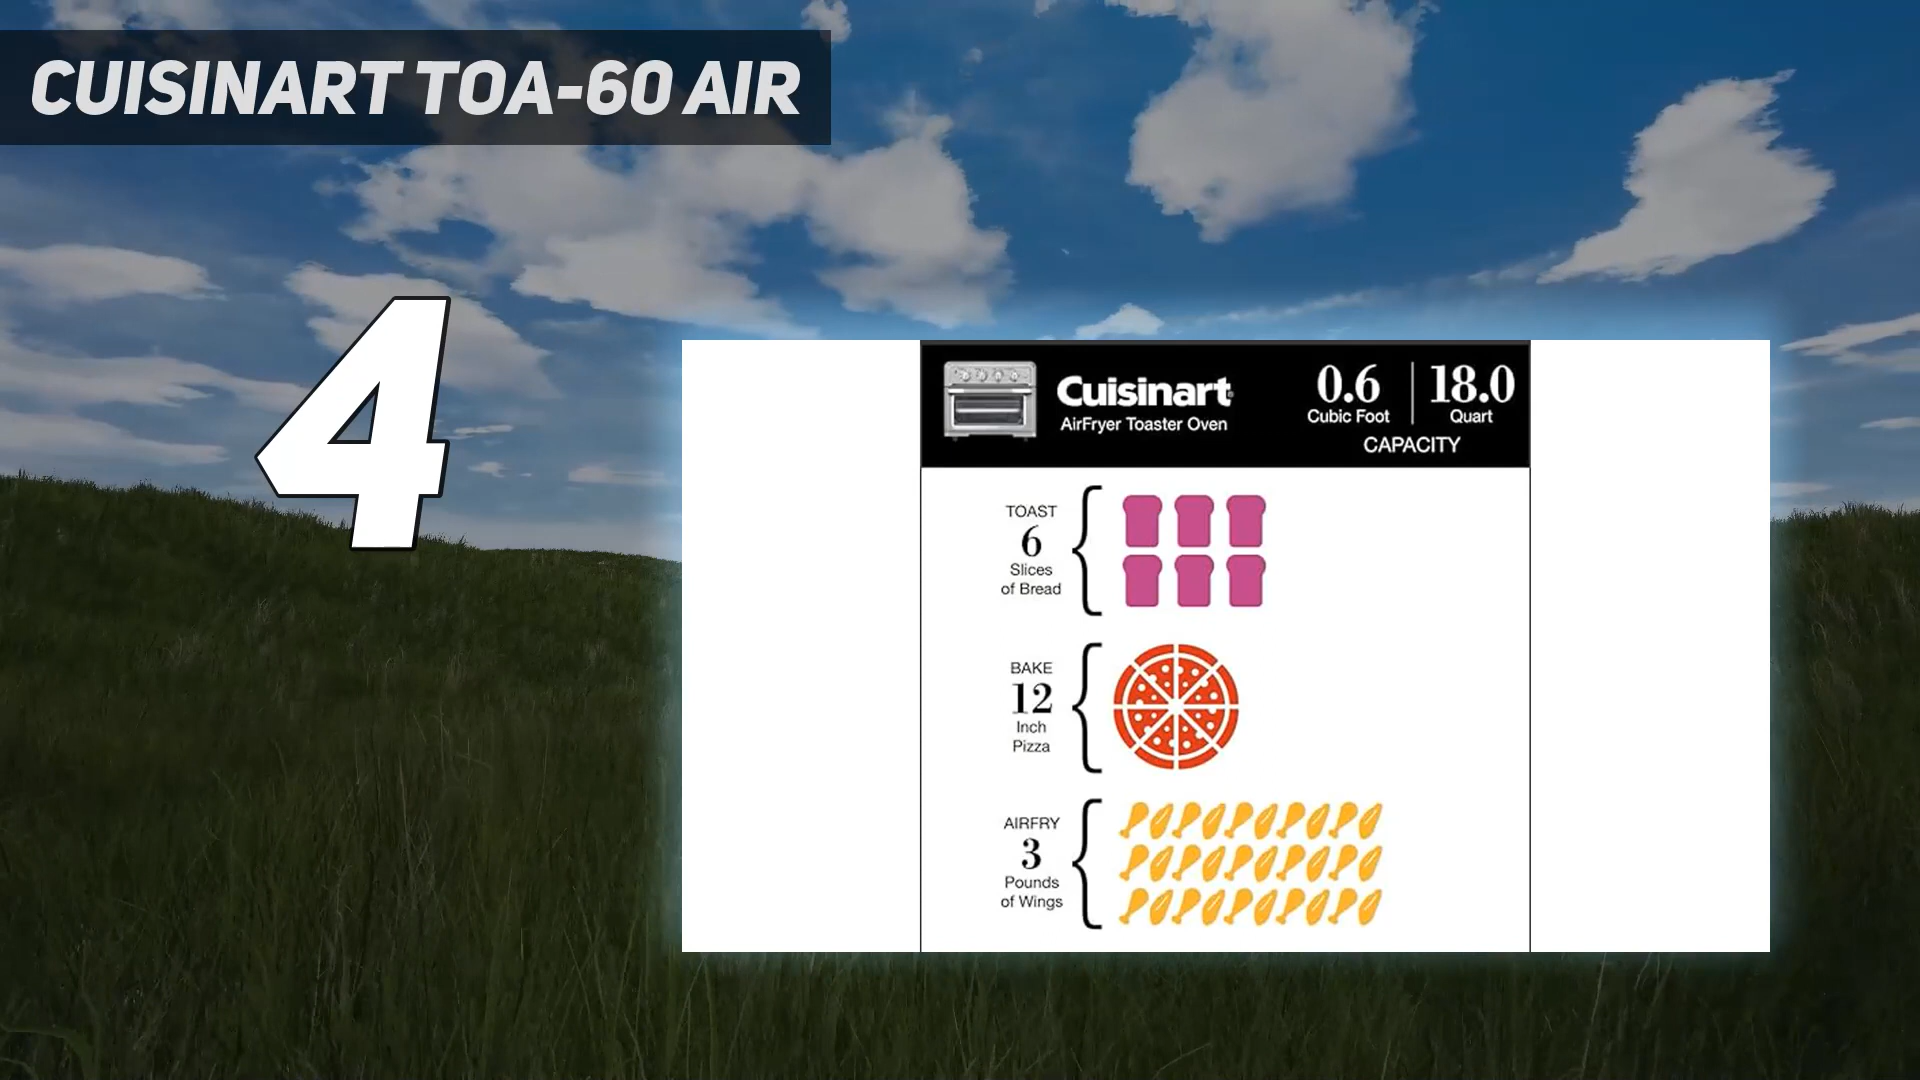 CUISINART TOA-60 AIR
4
Cuisinart
AirFryer Toaster Oven
0.6
Cubic Foot
18.0
Quart
CAPACITY
TOAST
6
Slices
of Bread
BAKE
12
Inch
Pizza
AIRFRY
3
Pounds
of Wings